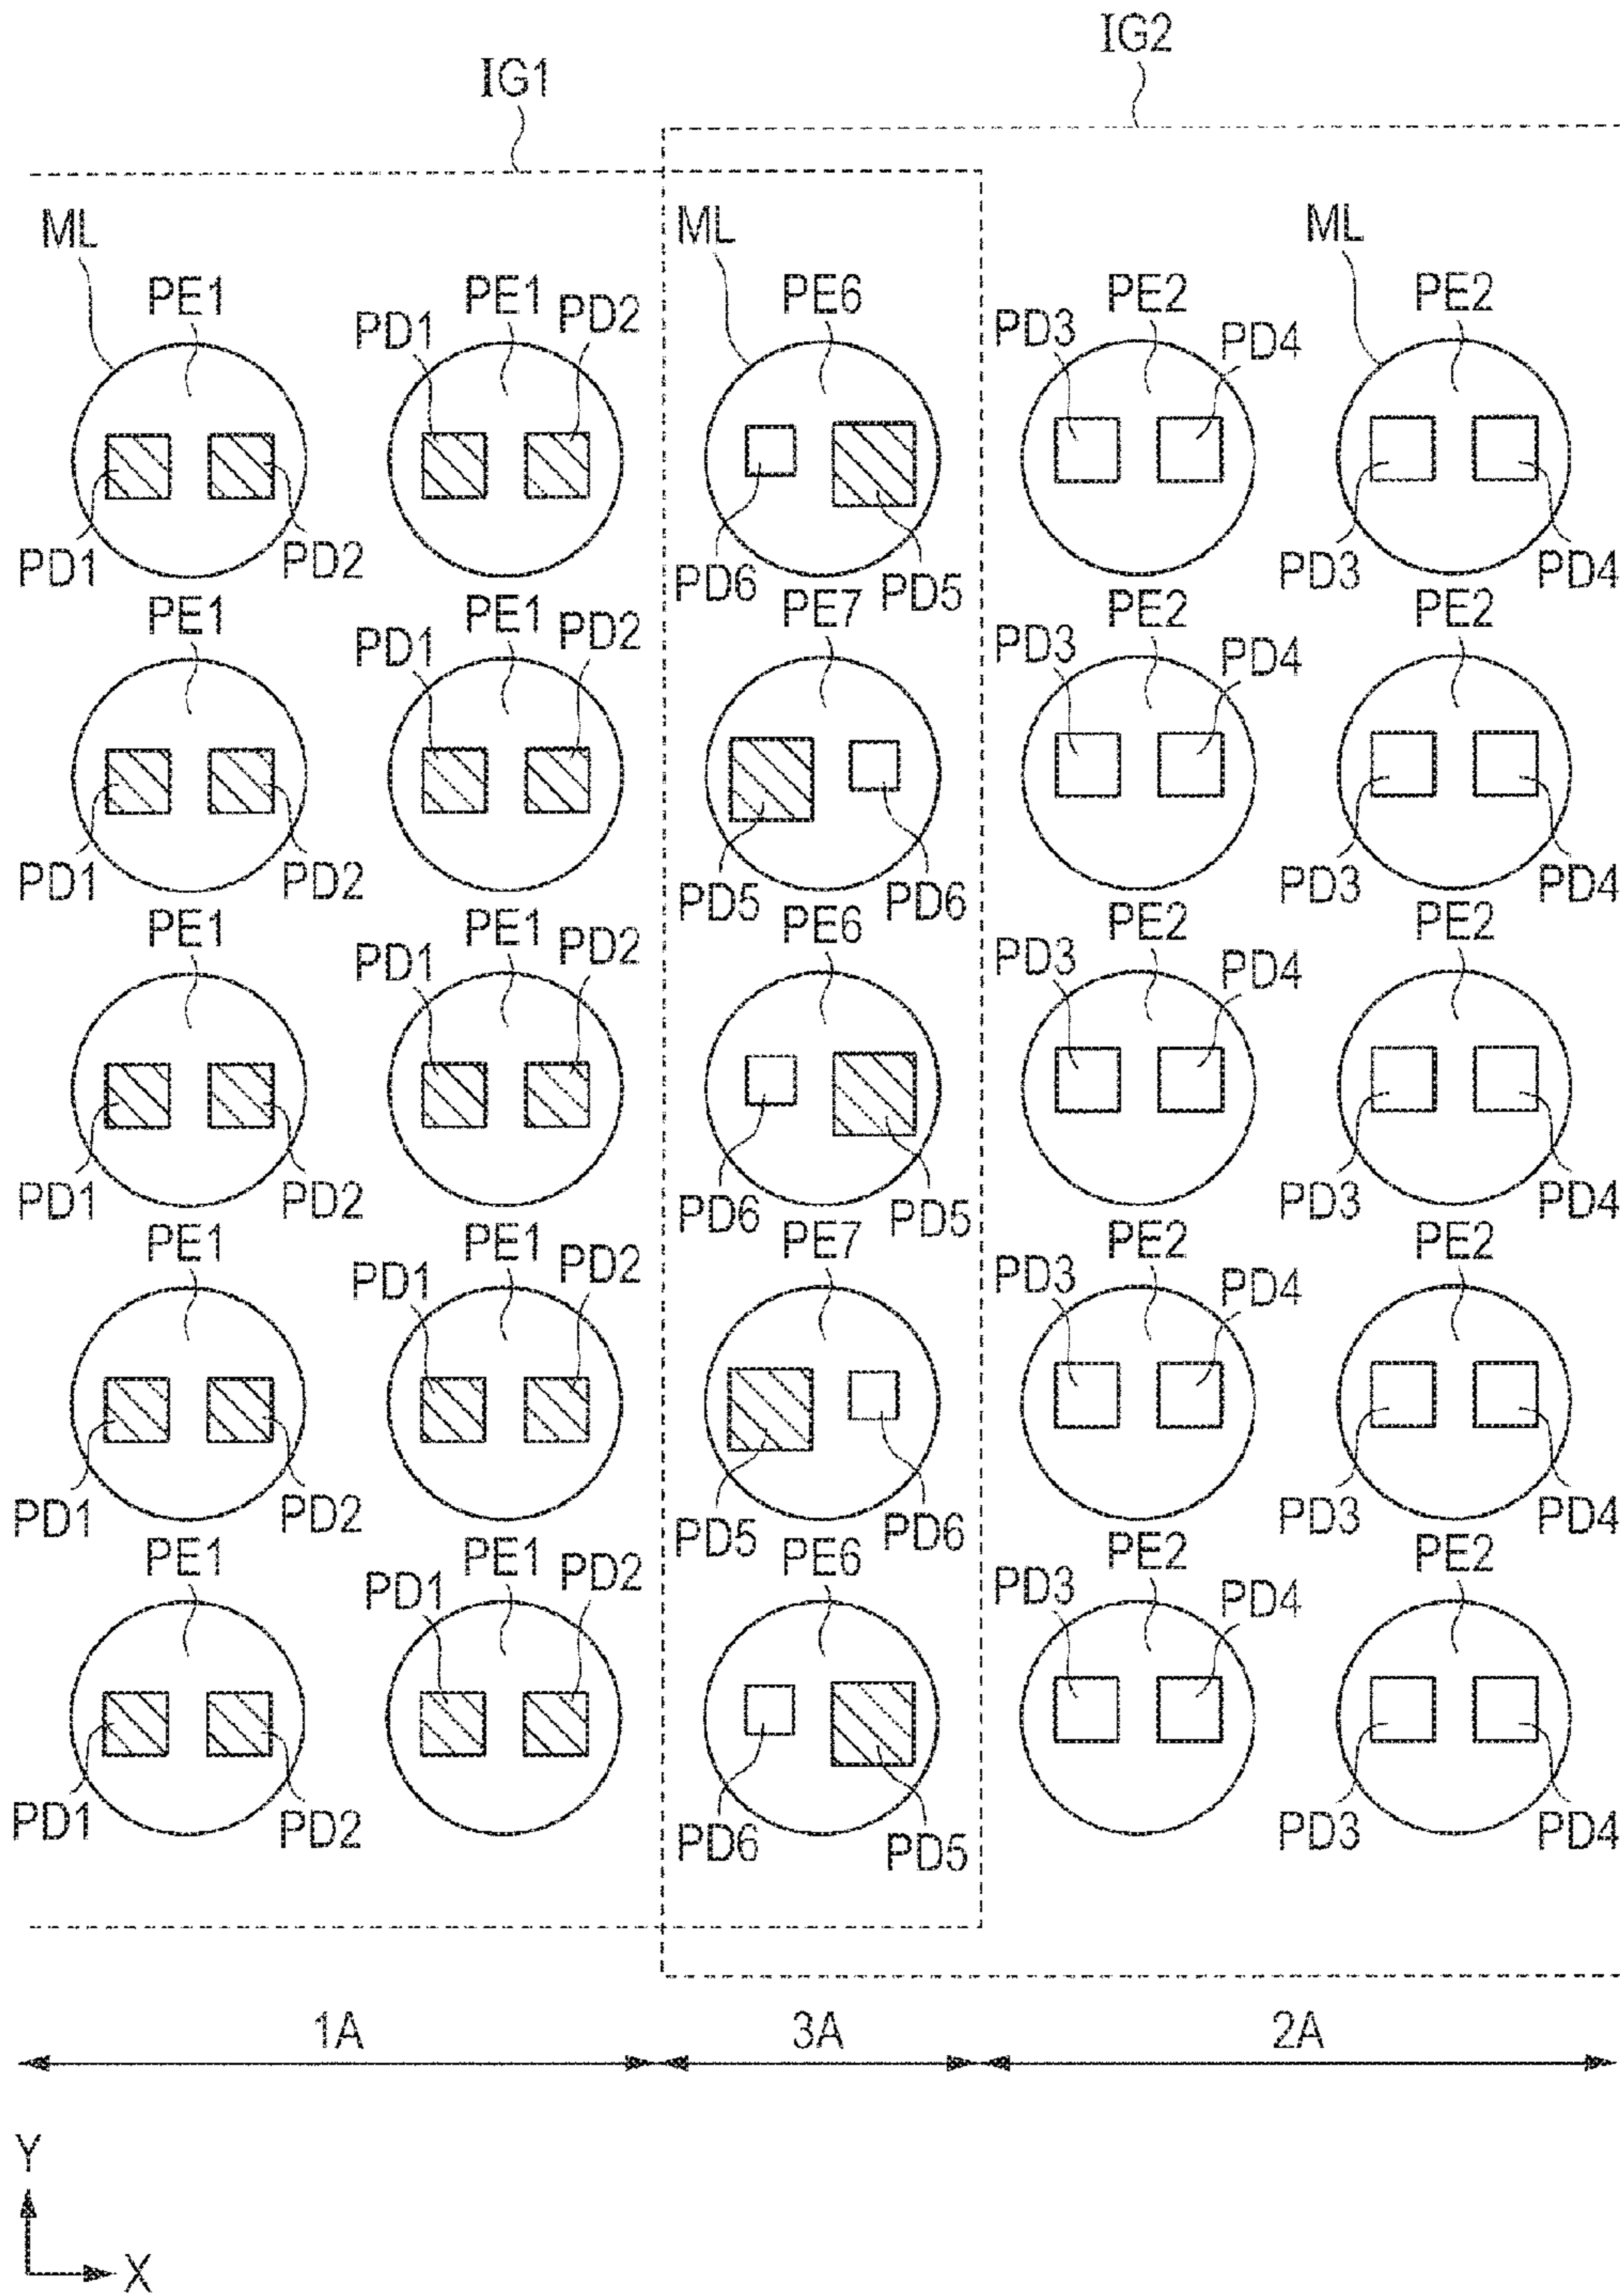 IG2
IG1
ML ML ML
PE1 PE1 PE6 PE2 PE2
PD1 PD2 PD3 PD4
PD1 PD2 PD6 PD5 PD3 PD4
PE1 PE1 PE7 PE2 PE2
PD1 PD2 PD3 PD4
PD1 PD2 PD5 PD6 PD3 PD4
PE1 PE1 PE6 PE2 PE2
PD1 PD2 PD3 PD4
PD1 PD2 PD6 PD5 PD3 PD4
PE1 PE1 PE7 PE2 PE2
PD1 PD2 PD3 PD4
PD1 PD2 PD5 PD6 PD3 PD4
PE1 PE1 PE6 PE2 PE2
PD1 PD2 PD3 PD4
PD1 PD2 PD6 PD5 PD3 PD4
1A 3A 2A
Y
X